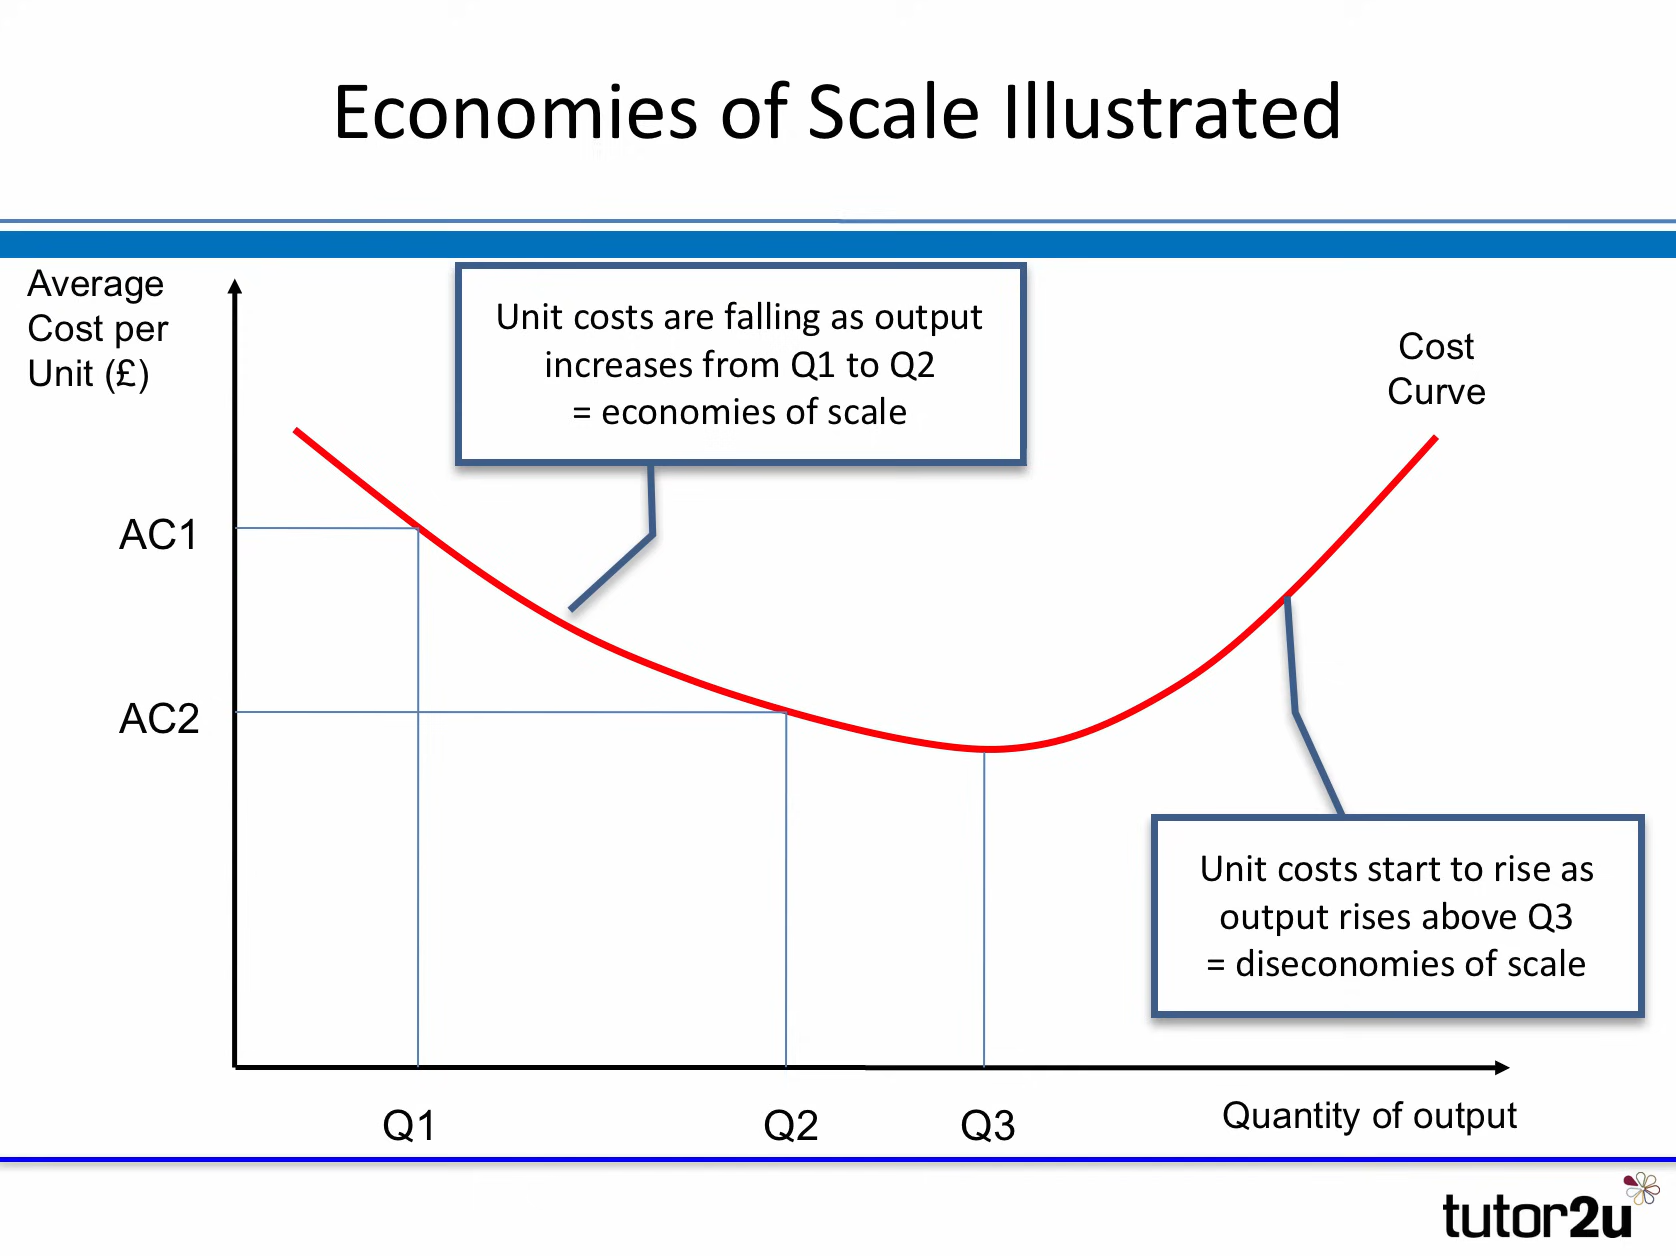 Economies of Scale Illustrated
Average
Cost per
Unit (£)
Unit costs are falling as output
increases from Q1 to Q2
= economies of scale
Cost
Curve
AC1
AC2
Unit costs start to rise as
output rises above Q3
= diseconomies of scale
Q1
Q2
Q3
Quantity of output
tutor2u